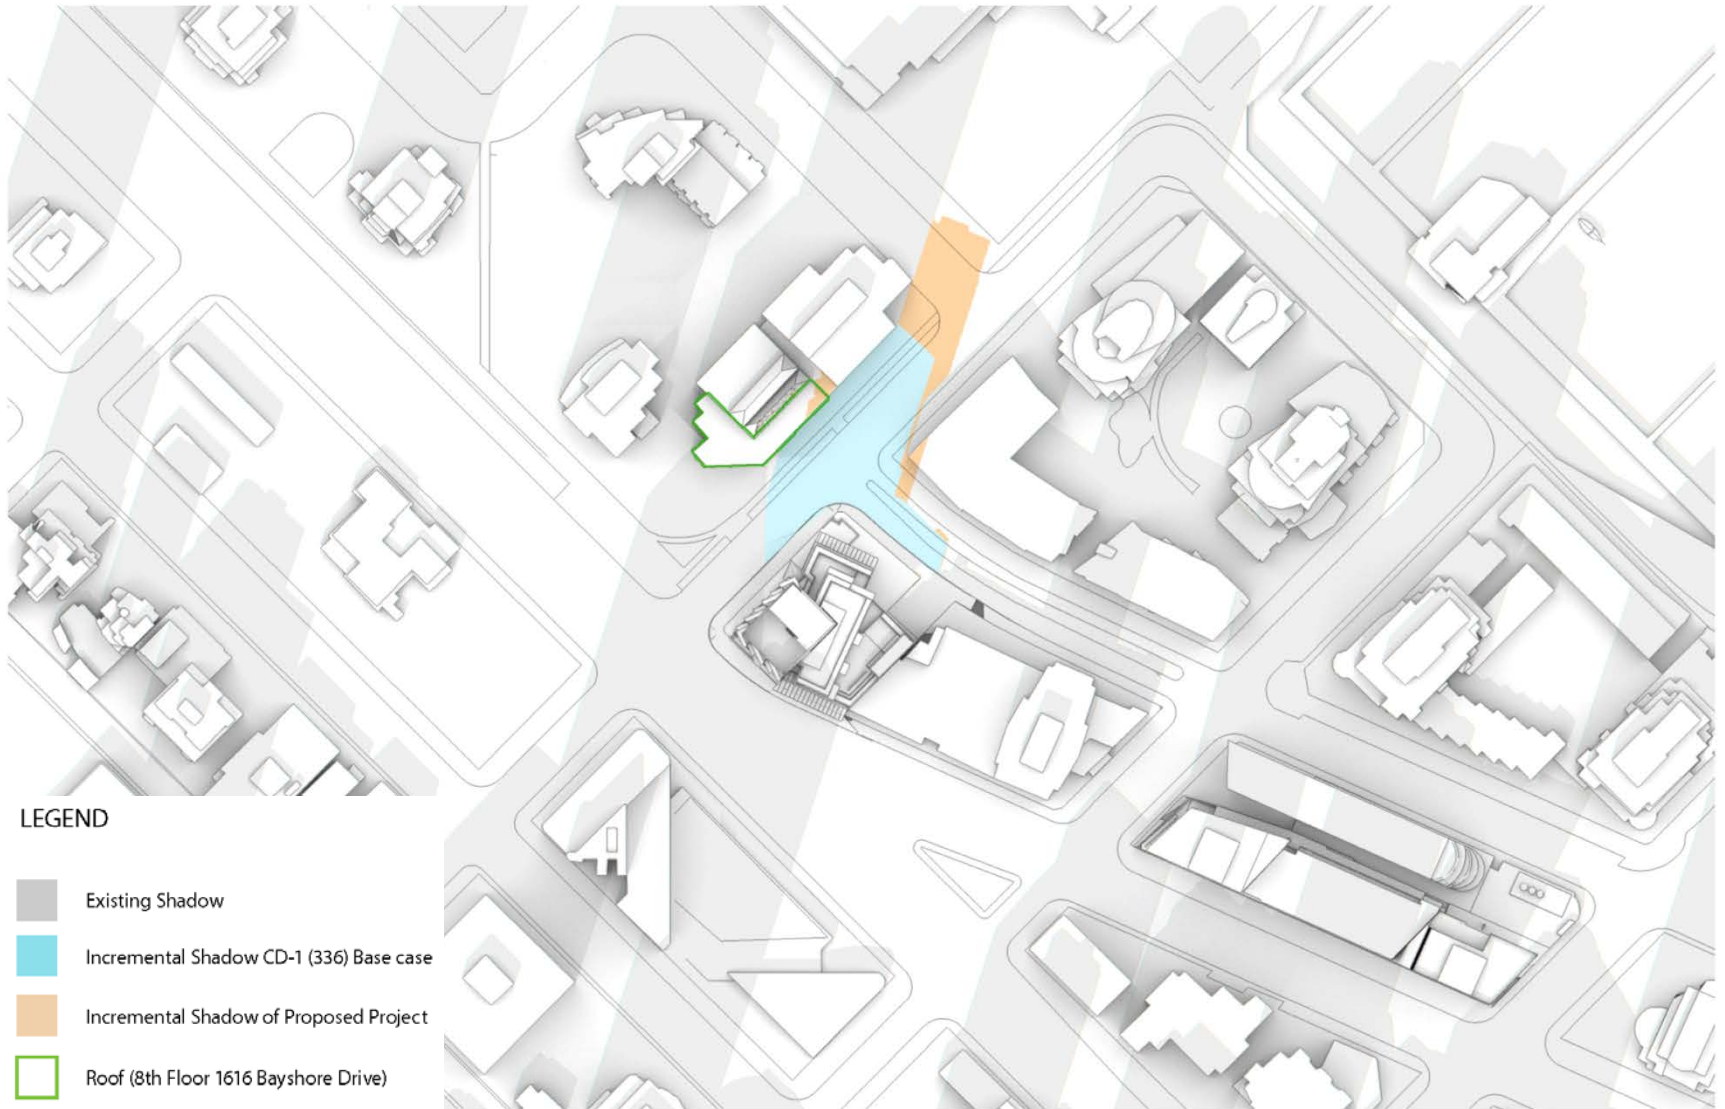 LEGEND
Existing Shadow
Incremental Shadow CD-1 (336) Base case
Incremental Shadow of Proposed Project
Roof (8th Floor 1616 Bayshore Drive)